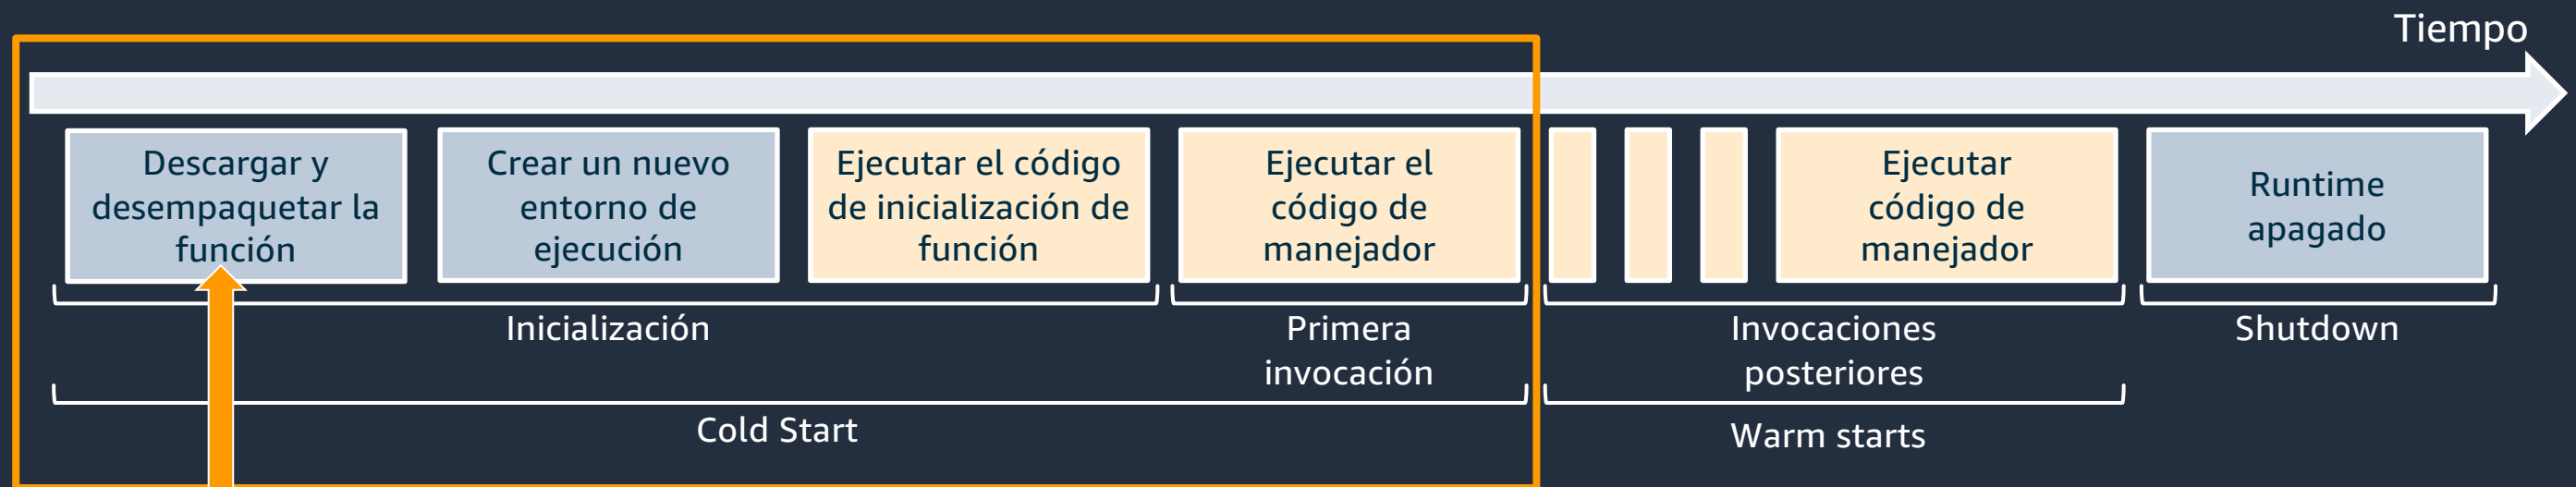 Tiempo
Descargar y
desempaquetar la
función
Crear un nuevo
entorno de
ejecución
Ejecutar el código
de inicialización de
función
Ejecutar el
código de
manejador
Ejecutar
código de
manejador
Runtime
apagado
Inicialización
Primera
invocación
Invocaciones
posteriores
Shutdown
Cold Start
Warm starts